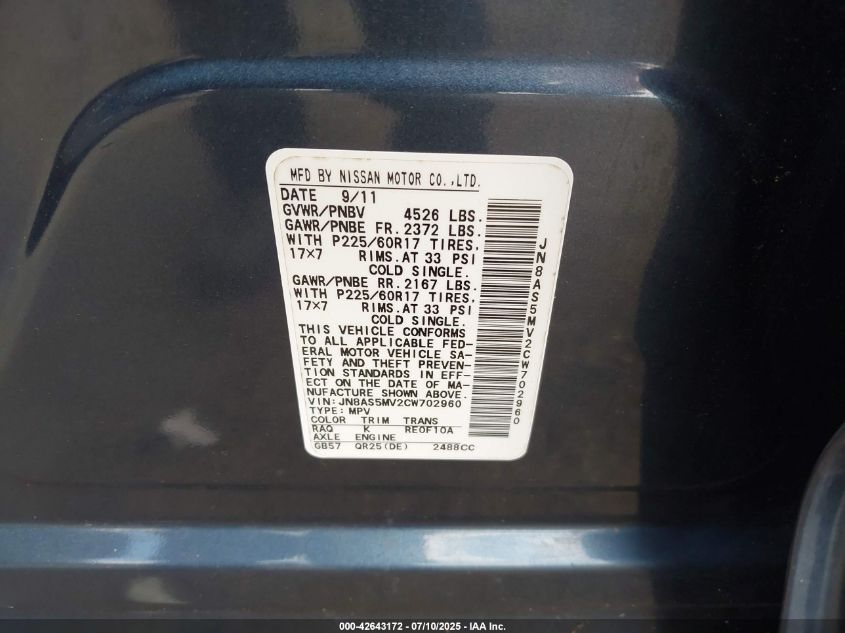 MFD BY NISSAN MOTOR CO.,LTD.
DATE 9/11
GVWR/PNBV 4526 LBS.
GAWR/PNBE FR. 2372 LBS.
WITH P225/60R17 TIRES,
17×7 RIMS.AT 33 PSI
COLD SINGLE.
GAWR/PNBE RR. 2167 LBS.
WITH P225/60R17 TIRES,
17×7 RIMS.AT 33 PSI
COLD SINGLE.
THIS VEHICLE CONFORMS
TO ALL APPLICABLE FED-
ERAL MOTOR VEHICLE SA-
FETY AND THEFT PREVEN-
TION STANDARDS IN EFF-
ECT ON THE DATE OF MA-
NUFACTURE SHOWN ABOVE.
VIN:JN8AS5MV2CW702960
TYPE:MPV
COLOR TRIM TRANS
RAQ K RE0F10A
AXLE ENGINE
GB57 QR25(DE) 2488CC
JN8AS5MV2CW702960
000-42643172 - 07/10/2025 - IAA Inc.